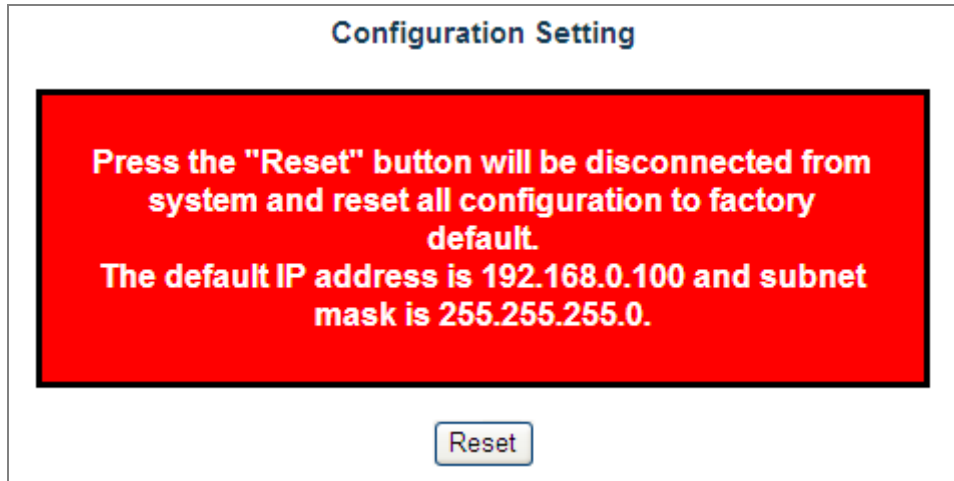 Configuration Setting
Press the "Reset" button will be disconnected from
system and reset all configuration to factory
default.
The default IP address is 192.168.0.100 and subnet
mask is 255.255.255.0.
Reset